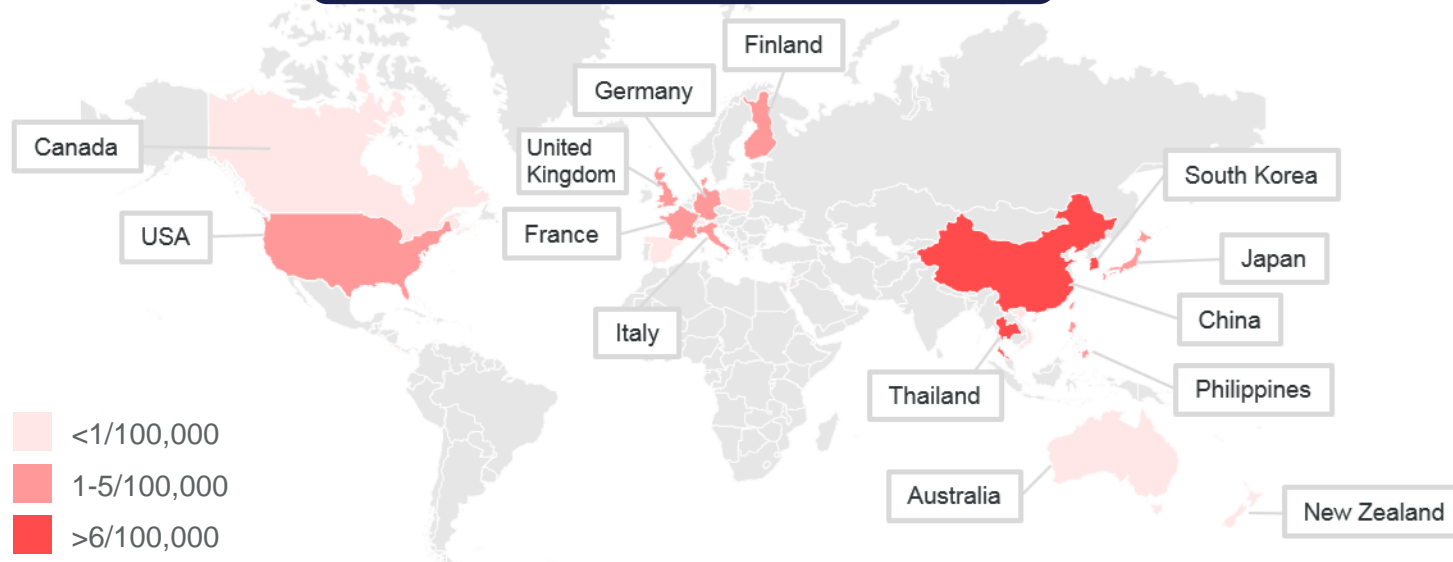 Finland
Germany
Canada
United
Kingdom
South Korea
USA
France
Japan
China
Italy
Thailand
Philippines
<1/100,000
1-5/100,000
>6/100,000
Australia
New Zealand